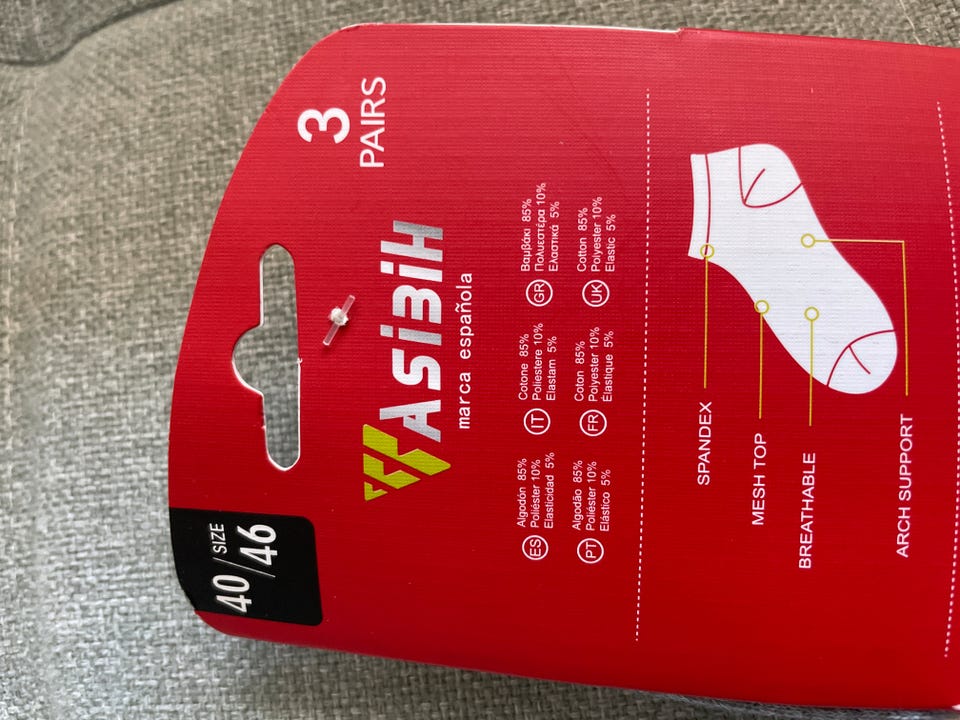 40/SIZE
46
3
PAIRS
ASiBiH
marca española
ES
Algodón 85%
Poliéster 10%
Elasticidad 5%
IT
Cotone 85%
Poliestere 10%
Elastam 5%
GR
Βαμβάκι 85%
Πολυεστέρα 10%
Ελαστικά 5%
PT
Algodão 85%
Poliéster 10%
Elástico 5%
FR
Coton 85%
Polyester 10%
Élastique 5%
UK
Cotton 85%
Polyester 10%
Elastic 5%
SPANDEX
MESH TOP
BREATHABLE
ARCH SUPPORT